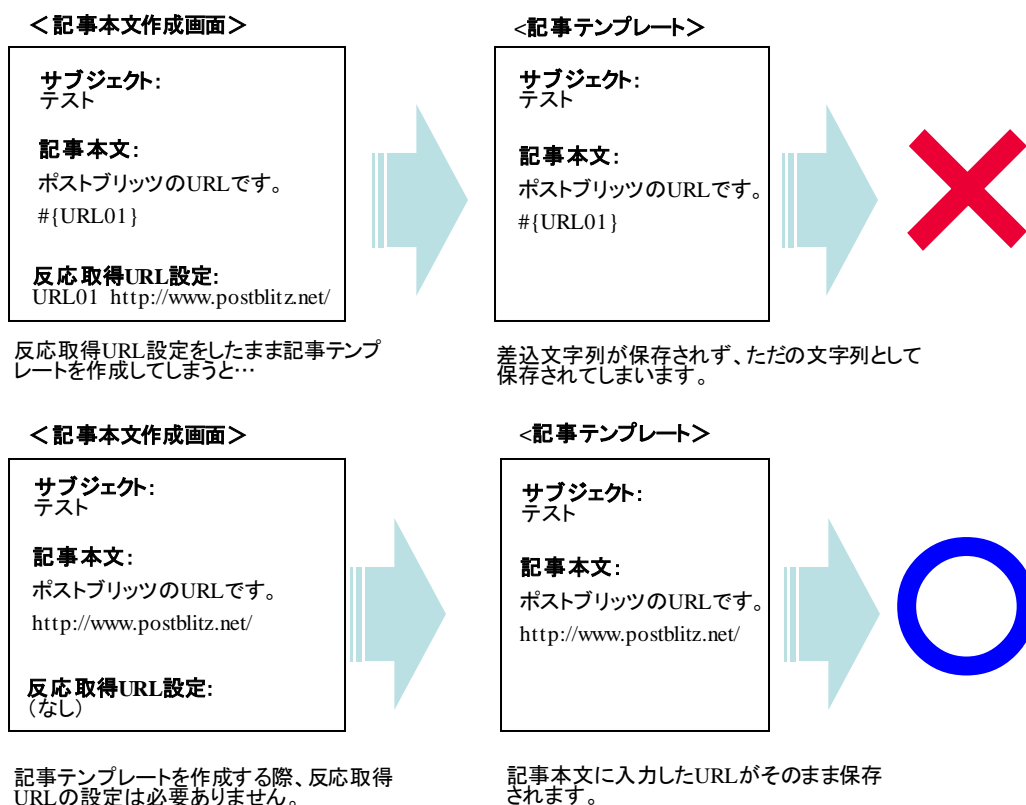 ＜記事本文作成画面＞
サブジェクト:
テスト
記事本文:
ポストブリッツのURLです。
#{URL01}
反応取得URL設定:
URL01 http://www.postblitz.net/
反応取得URL設定をしたまま記事テンプ
レートを作成してしまうと…
<記事テンプレート＞
サブジェクト:
テスト
記事本文:
ポストブリッツのURLです。
#{URL01}
差込文字列が保存されず、ただの文字列として
保存されてしまいます。
＜記事本文作成画面＞
サブジェクト:
テスト
記事本文:
ポストブリッツのURLです。
http://www.postblitz.net/
反応取得URL設定:
（なし）
記事テンプレートを作成する際、反応取得
URLの設定は必要ありません。
<記事テンプレート＞
サブジェクト:
テスト
記事本文:
ポストブリッツのURLです。
http://www.postblitz.net/
記事本文に入力したURLがそのまま保存
されます。